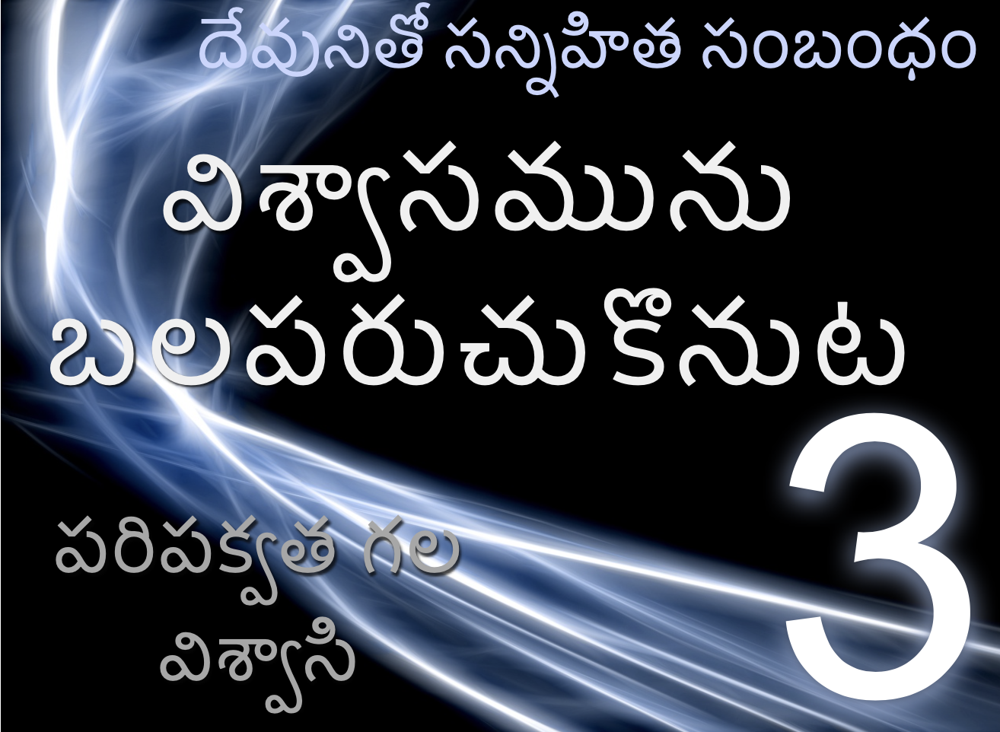 దేవునితో సన్నిహిత సంబంధం
విశ్వాసమును
బలపరుచుకొనుట
3
పరిపక్వత గల
విశ్వాసి